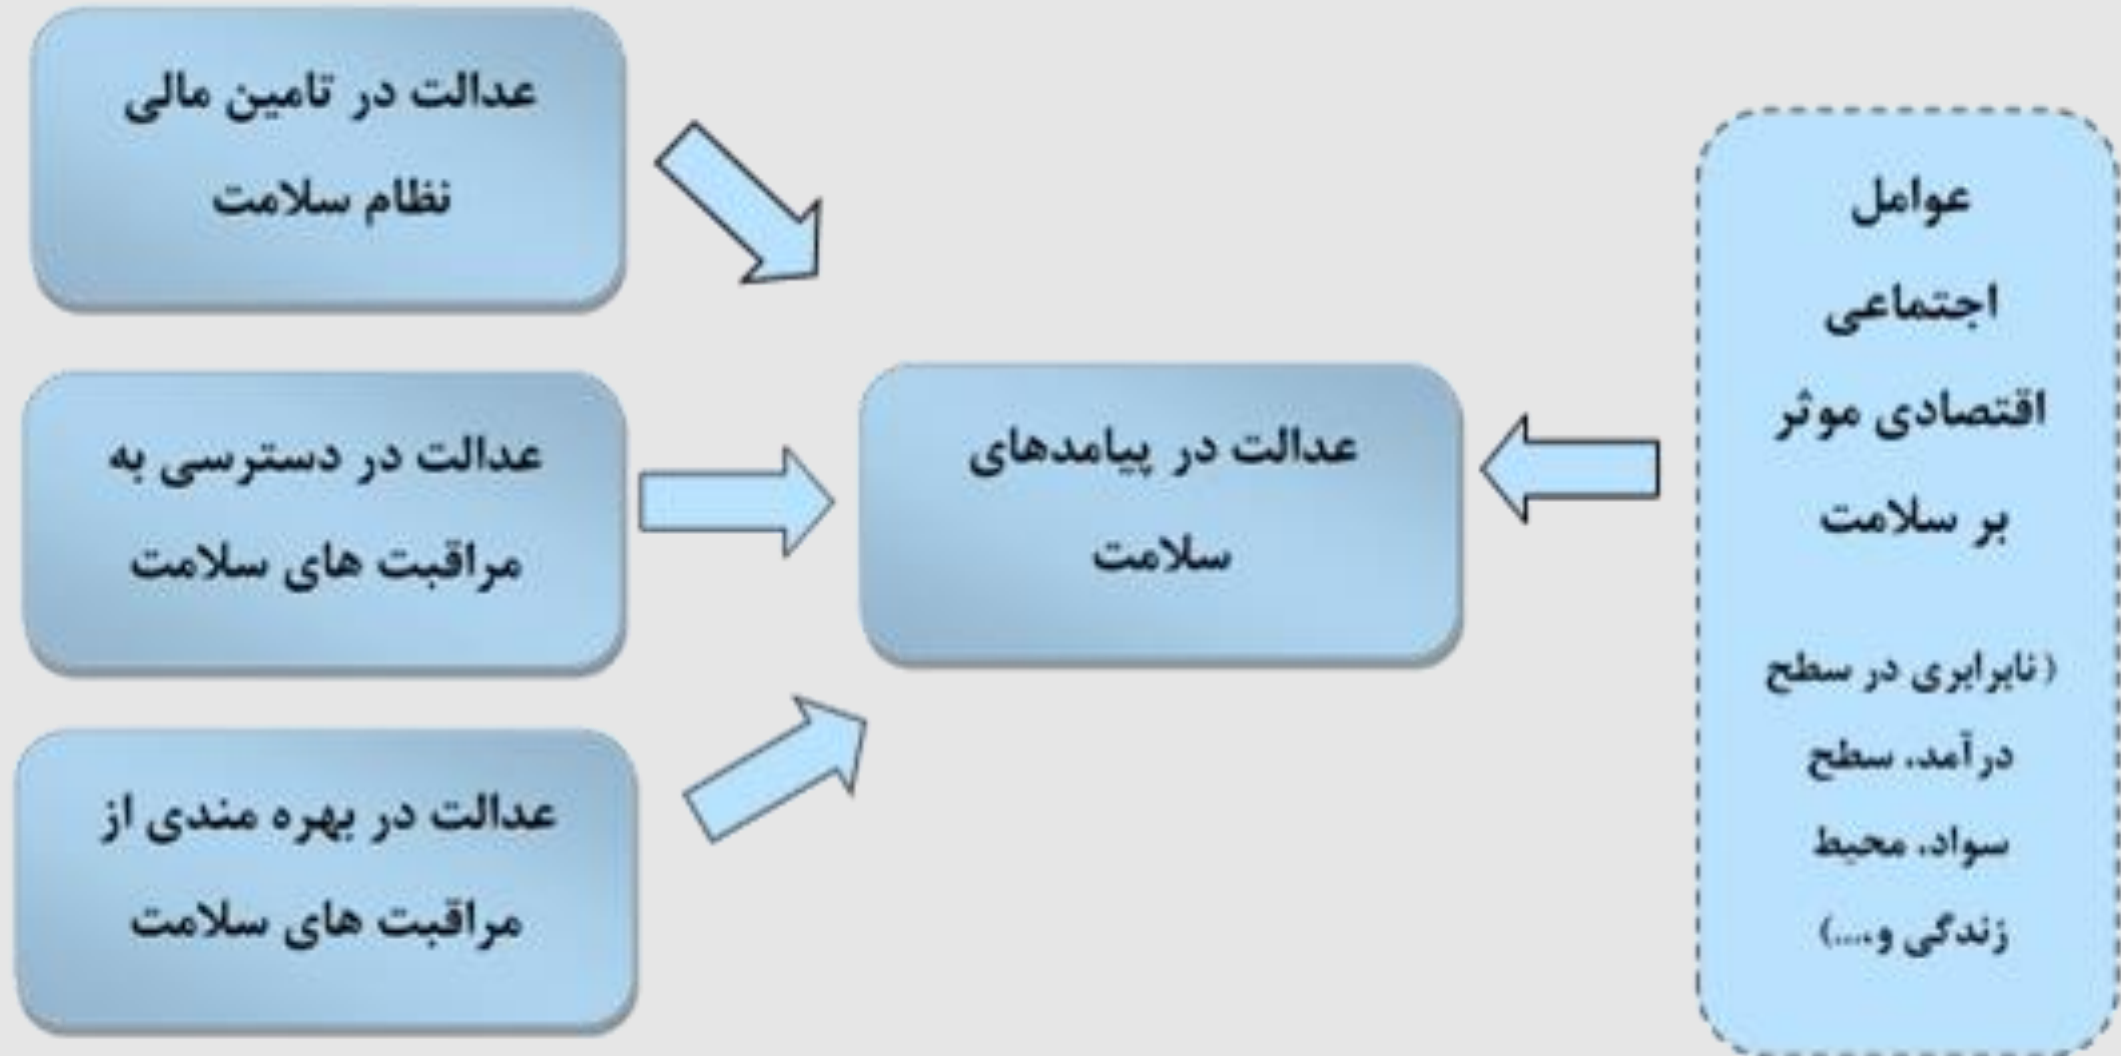 عدالت در تامین مالی
نظام سلامت
عدالت در دسترسی به
مراقبت های سلامت
عدالت در بهره مندی از
مراقبت های سلامت
عدالت در پیامدهای
سلامت
عوامل
اجتماعی
اقتصادی موثر
بر سلامت
(نابرابری در سطح
درآمد، سطح
سواد، محیط
زندگی و....)